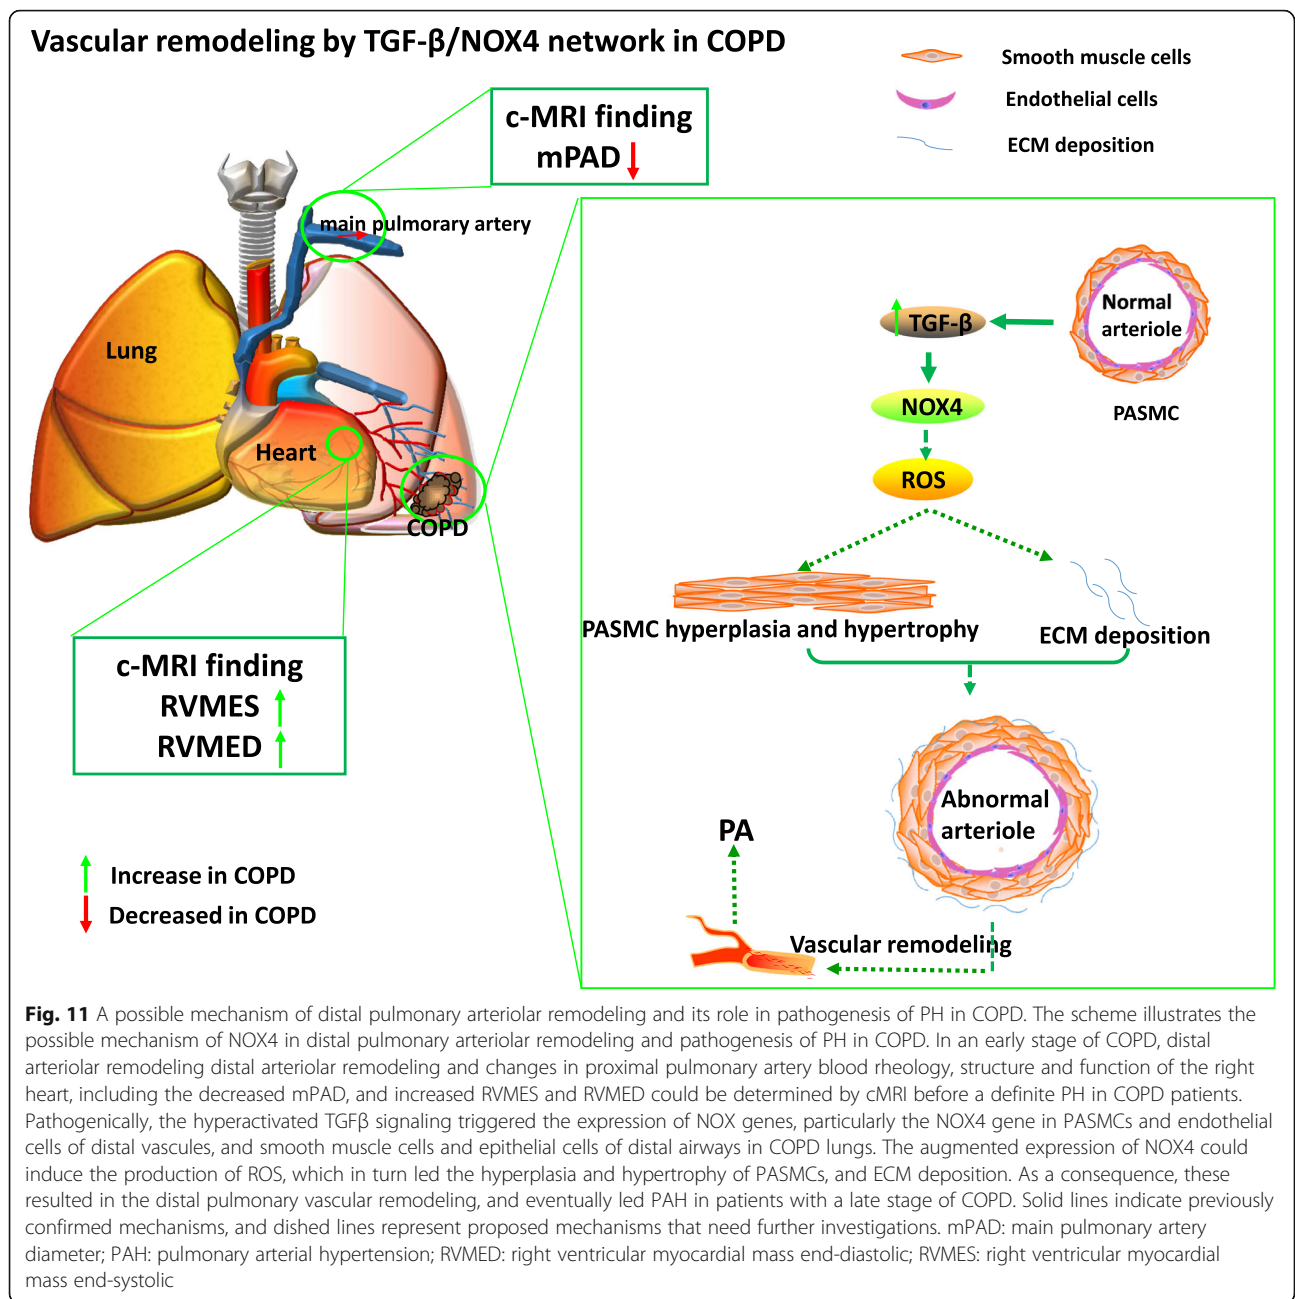 Vascular remodeling by TGF-β/NOX4 network in COPD
Smooth muscle cells
Endothelial cells
ECM deposition
c-MRI finding
mPAD
main pulmorary artery
Lung
Heart
COPD
c-MRI finding
RVMES
RVMED
Increase in COPD
Decreased in COPD
Normal
arteriole
PASMC
TGF-β
NOX4
ROS
PASMC hyperplasia and hypertrophy
ECM deposition
Abnormal
arteriole
Vascular remodeling
PA
Fig. 11 A possible mechanism of distal pulmonary arteriolar remodeling and its role in pathogenesis of PH in COPD. The scheme illustrates the
possible mechanism of NOX4 in distal pulmonary arteriolar remodeling and pathogenesis of PH in COPD. In an early stage of COPD, distal
arteriolar remodeling distal arteriolar remodeling and changes in proximal pulmonary artery blood rheology, structure and function of the right
heart, including the decreased mPAD, and increased RVMES and RVMED could be determined by cMRI before a definite PH in COPD patients.
Pathogenically, the hyperactivated TGFβ signaling triggered the expression of NOX genes, particularly the NOX4 gene in PASMCs and endothelial
cells of distal vascules, and smooth muscle cells and epithelial cells of distal airways in COPD lungs. The augmented expression of NOX4 could
induce the production of ROS, which in turn led the hyperplasia and hypertrophy of PASMCs, and ECM deposition. As a consequence, these
resulted in the distal pulmonary vascular remodeling, and eventually led PAH in patients with a late stage of COPD. Solid lines indicate previously
confirmed mechanisms, and dished lines represent proposed mechanisms that need further investigations. mPAD: main pulmonary artery
diameter; PAH: pulmonary arterial hypertension; RVMED: right ventricular myocardial mass end-diastolic; RVMES: right ventricular myocardial
mass end-systolic